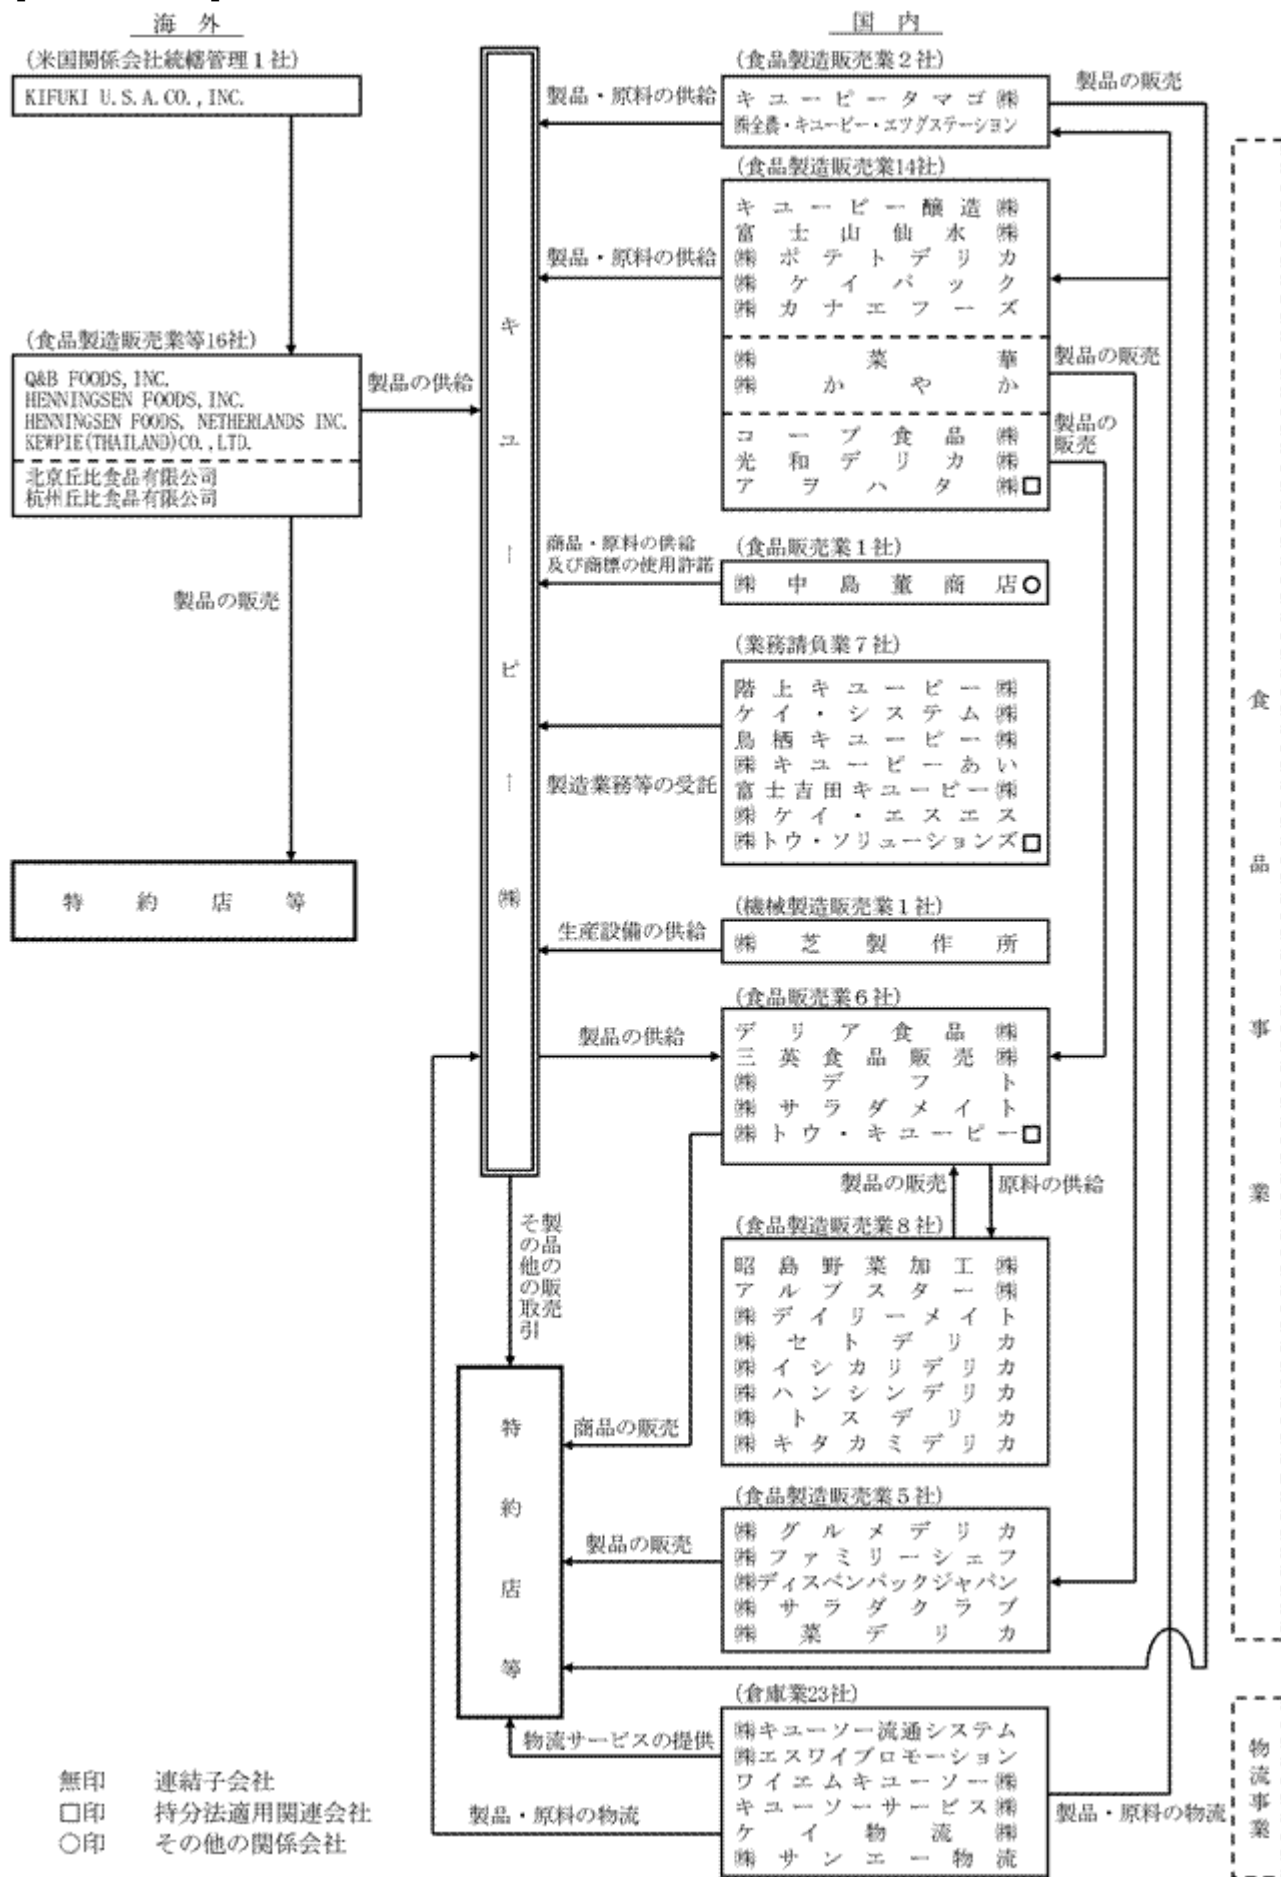 海　外
(米国関係会社統轄管理１社)
KIFUKI U.S.A.CO.,INC.
(食品製造販売業等16社)
Q&B FOODS,INC.
HENNINGSEN FOODS,INC.
HENNINGSEN FOODS, NETHERLANDS INC.
KEWPIE(THAILAND)CO.,LTD.
北京丘比食品有限公司
杭州丘比食品有限公司
製品の供給
製品の販売
特　約　店　等
キユーピー㈱
国　内
(食品製造販売業２社)
キユーピータマゴ㈱
㈱全農・キユーピー・エツグステーシヨン
製品・原料の供給
製品の販売
(食品製造販売業14社)
キユーピー醸造㈱
富士山仙水㈱
㈱ポテトデリカ
㈱ケイパック
㈱カナエフーズ
㈱菜華
㈱かやか
コープ食品㈱
光和デリカ㈱
アヲハタ㈱□
製品・原料の供給
製品の販売
製品の
販売
(食品販売業１社)
㈱中島董商店○
商品・原料の供給
及び商標の使用許諾
(業務請負業７社)
階上キユーピー㈱
ケイ・システム㈱
鳥栖キユーピー㈱
㈱キユーピーあい
富士吉田キユーピー㈱
㈱ケイ・エスエス
㈱トウ・ソリューションズ□
製造業務等の受託
(機械製造販売業１社)
㈱芝製作所
生産設備の供給
(食品販売業６社)
デリア食品㈱
三英食品販売㈱
㈱デフト
㈱サラダメイト
㈱トウ・キユーピー□
製品の供給
製品の販売
原料の供給
(食品製造販売業８社)
昭島野菜加工㈱
アルプスター㈱
㈱デイリーメイト
㈱セトデリカ
㈱イシカリデリカ
㈱ハンシンデリカ
㈱トスデリカ
㈱キタカミデリカ
製品の販売
その他の取引
商品の販売
特約店等
(食品製造販売業５社)
㈱グルメデリカ
㈱ファミリーシェフ
㈱ディスペンパックジャパン
㈱サラダクラブ
㈱菜デリカ
製品の販売
(倉庫業23社)
㈱キユーソー流通システム
㈱エスワイプロモーション
ワイエムキユーソー㈱
キユーソーサービス㈱
ケイ物流㈱
㈱サンエー物流
物流サービスの提供
製品・原料の物流
製品・原料の物流
食品事業
物流事業
無印　連結子会社
□印　持分法適用関連会社
○印　その他の関係会社